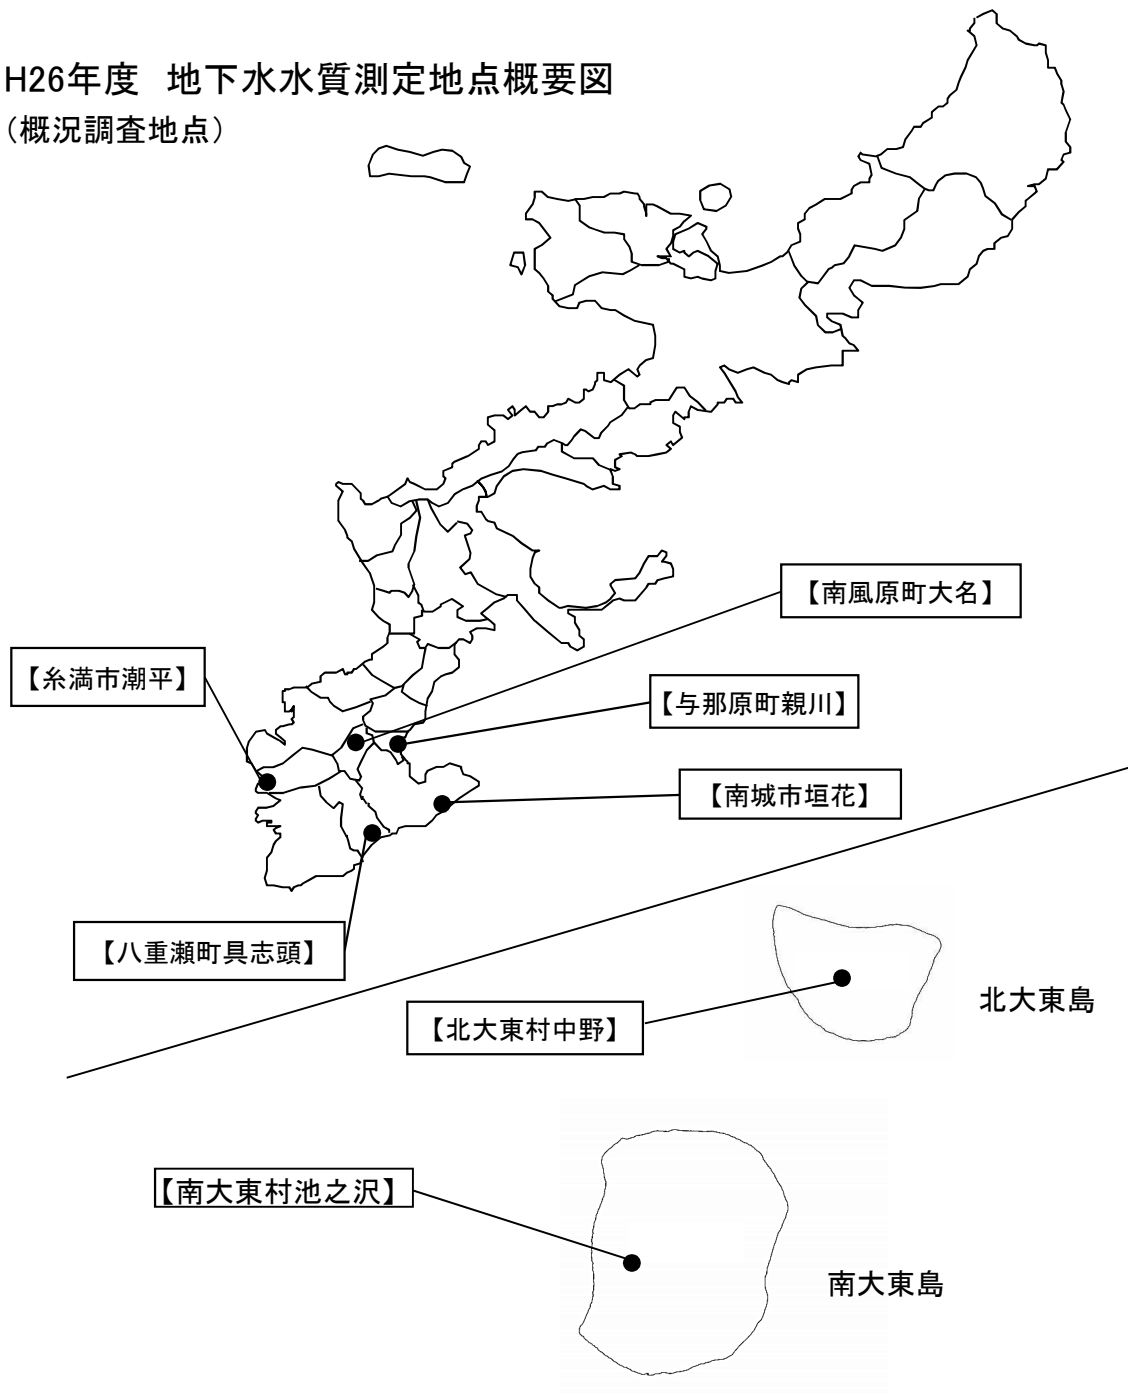 H26年度 地下水水質測定地点概要図
（概況調査地点）
【南風原町大名】
【糸満市潮平】
【与那原町親川】
【南城市垣花】
【八重瀬町具志頭】
北大東島
【北大東村中野】
【南大東村池之沢】
南大東島